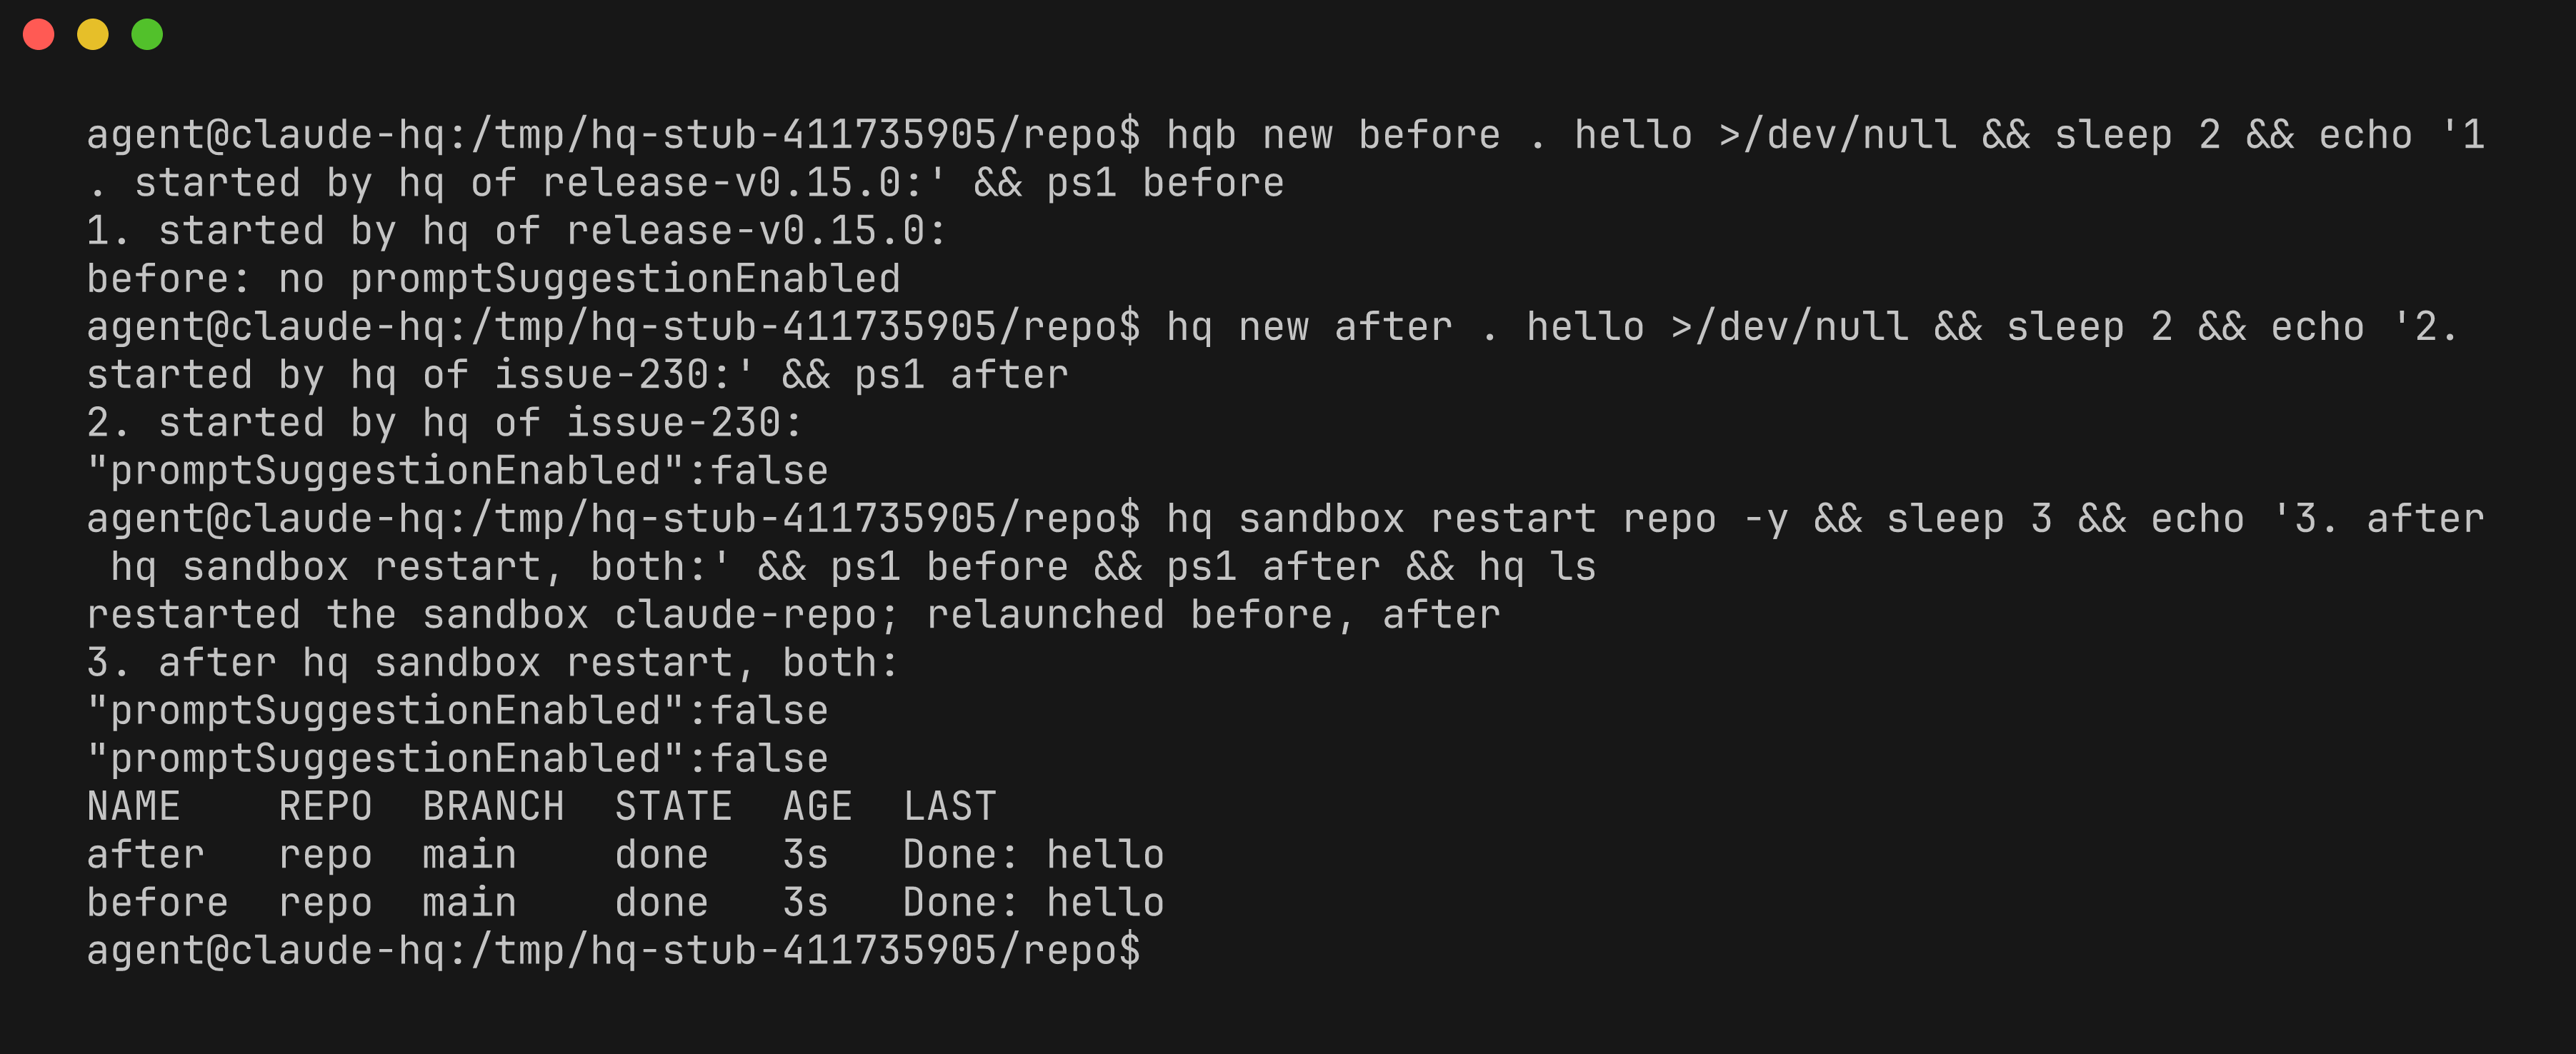 agent@claude-hq:/tmp/hq-stub-411735905/repo$ hqb new before . hello >/dev/null && sleep 2 && echo '1
. started by hq of release-v0.15.0:' && ps1 before
1. started by hq of release-v0.15.0:
before: no promptSuggestionEnabled
agent@claude-hq:/tmp/hq-stub-411735905/repo$ hq new after . hello >/dev/null && sleep 2 && echo '2.
started by hq of issue-230:' && ps1 after
2. started by hq of issue-230:
"promptSuggestionEnabled":false
agent@claude-hq:/tmp/hq-stub-411735905/repo$ hq sandbox restart repo -y && sleep 3 && echo '3. after
 hq sandbox restart, both:' && ps1 before && ps1 after && hq ls
restarted the sandbox claude-repo; relaunched before, after
3. after hq sandbox restart, both:
"promptSuggestionEnabled":false
"promptSuggestionEnabled":false
NAME    REPO  BRANCH  STATE  AGE  LAST
after   repo  main    done   3s   Done: hello
before  repo  main    done   3s   Done: hello
agent@claude-hq:/tmp/hq-stub-411735905/repo$